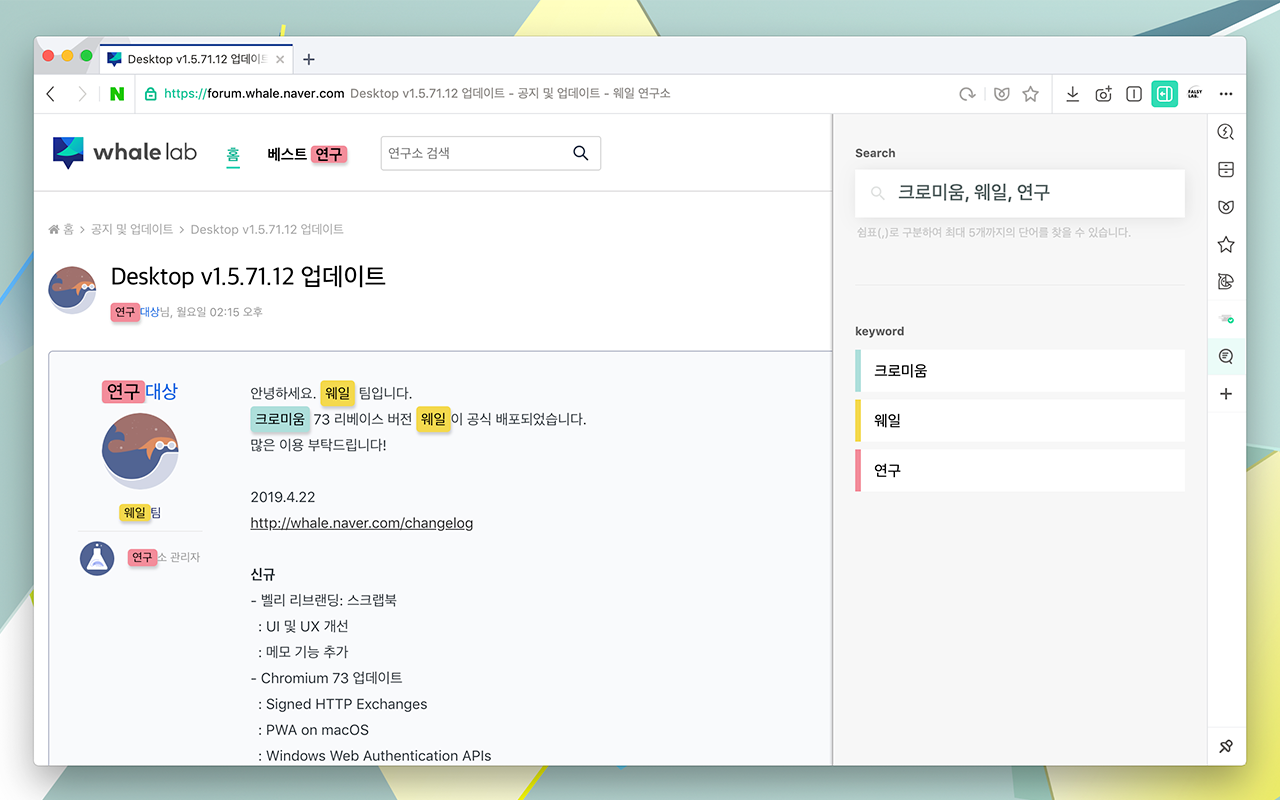 Desktop v1.5.71.12 업데이트
N
https://forum.whale.naver.com Desktop v1.5.71.12 업데이트 - 공지 및 업데이트 - 웨일 연구소
FALSY LAB.
whale lab 홈 베스트 연구 연구소 검색
홈 > 공지 및 업데이트 > Desktop v1.5.71.12 업데이트
Desktop v1.5.71.12 업데이트
연구대상님, 월요일 02:15 오후
연구대상
웨일팀
연구소 관리자
안녕하세요. 웨일 팀입니다.
크로미움 73 리베이스 버전 웨일이 공식 배포되었습니다.
많은 이용 부탁드립니다!
2019.4.22
http://whale.naver.com/changelog
신규
- 벨리 리브랜딩: 스크랩북
: UI 및 UX 개선
: 메모 기능 추가
- Chromium 73 업데이트
: Signed HTTP Exchanges
: PWA on macOS
: Windows Web Authentication APIs
Search
크로미움, 웨일, 연구
쉼표(,)로 구분하여 최대 5개까지의 단어를 찾을 수 있습니다.
keyword
크로미움
웨일
연구